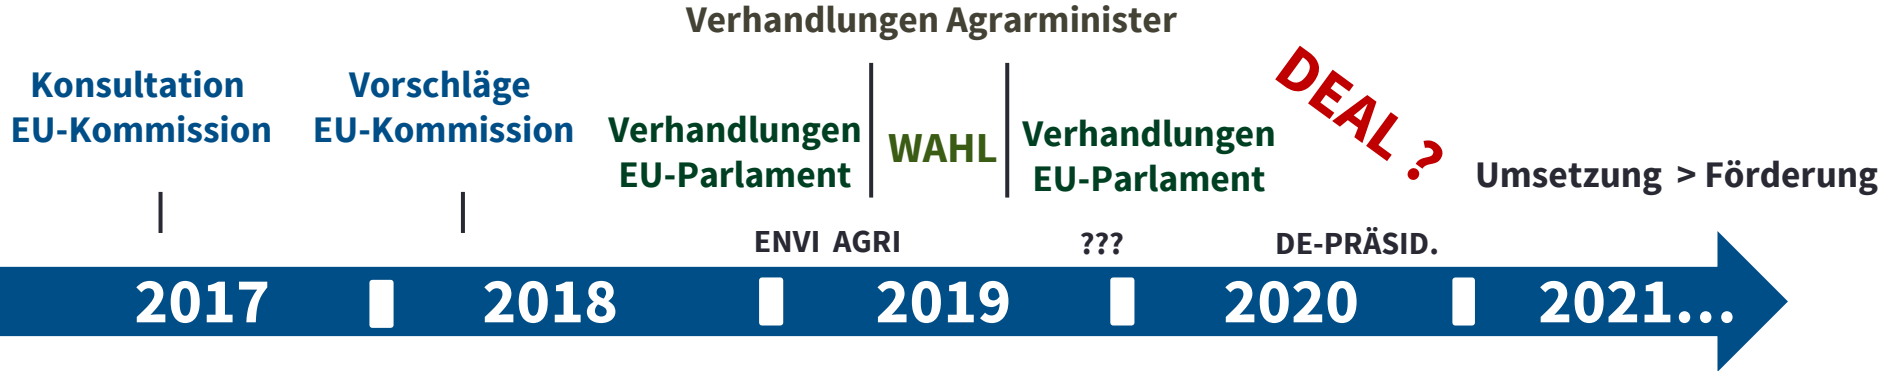 Verhandlungen Agrarminister
Konsultation
EU-Kommission
Vorschläge
EU-Kommission
Verhandlungen
EU-Parlament
WAHL
Verhandlungen
EU-Parlament
DEAL ?
Umsetzung > Förderung
ENVI AGRI
???
DE-PRÄSID.
2017
2018
2019
2020
2021...